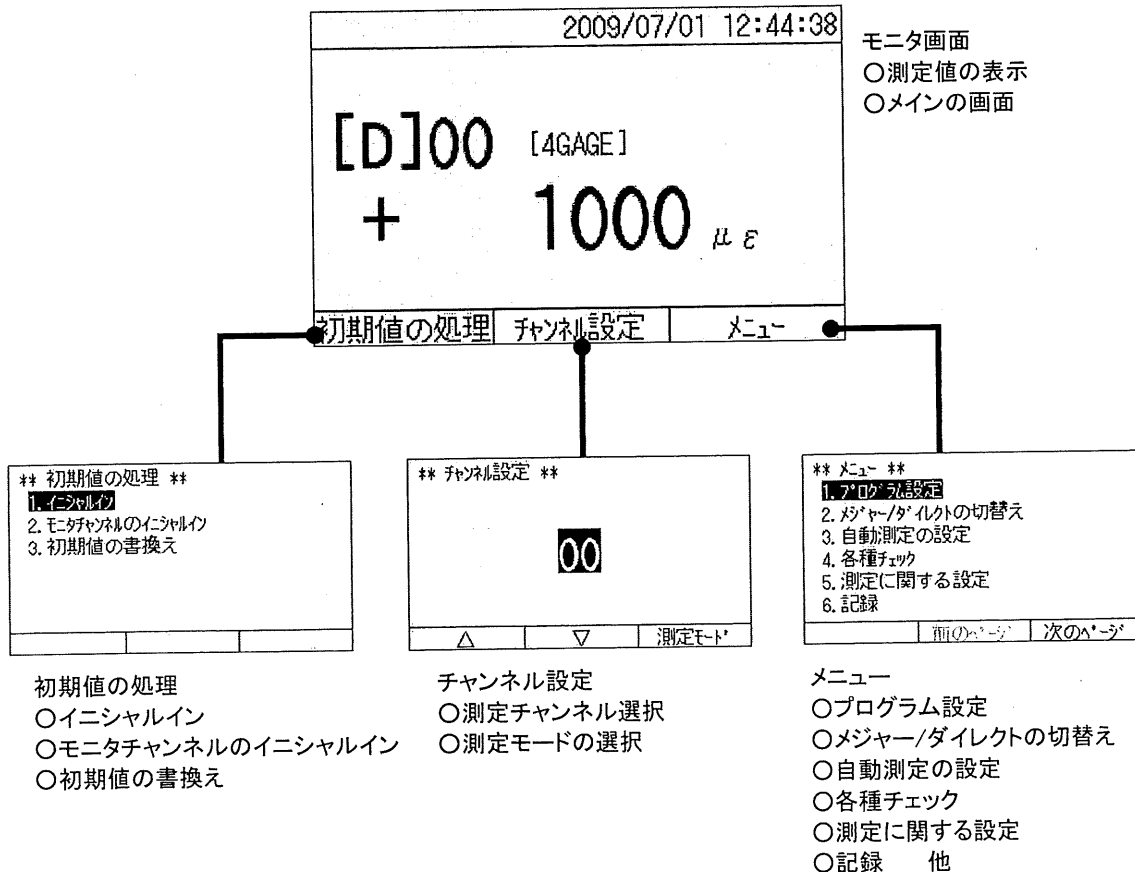 2009/07/01 12:44:38
[D]00 [4GAGE]
+ 1000 με
初期値の処理 チャンネル設定 メニュー
モニタ画面
○測定値の表示
○メインの画面
** 初期値の処理 **
1. イニシャルイン
2. モニタチャンネルのイニシャルイン
3. 初期値の書換え
初期値の処理
○イニシャルイン
○モニタチャンネルのイニシャルイン
○初期値の書換え
** チャンネル設定 **
00
△ ▽ 測定モード
チャンネル設定
○測定チャンネル選択
○測定モードの選択
** メニュー **
1. プログラム設定
2. メジャー/ダイレクトの切替え
3. 自動測定の設定
4. 各種チェック
5. 測定に関する設定
6. 記録
前のページ 次のページ
メニュー
○プログラム設定
○メジャー/ダイレクトの切替え
○自動測定の設定
○各種チェック
○測定に関する設定
○記録 他